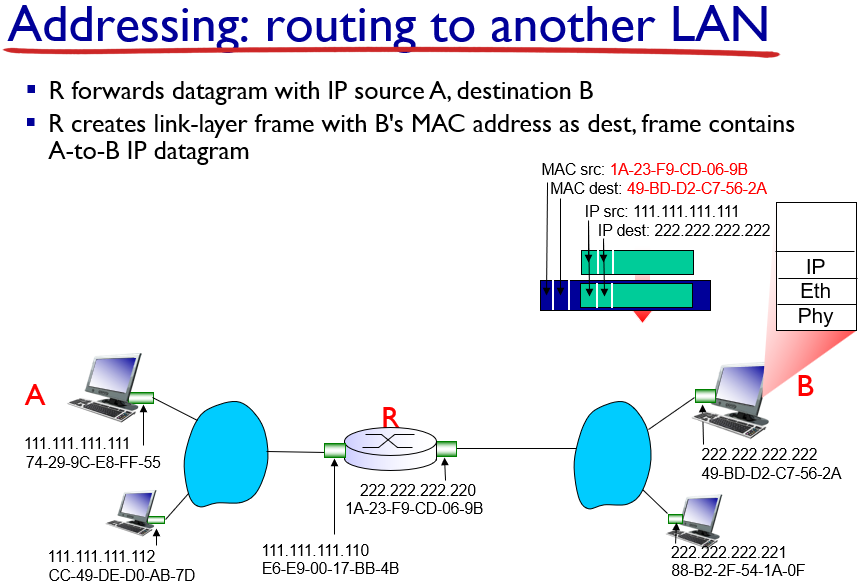 Addressing: routing to another LAN
R forwards datagram with IP source A, destination B
R creates link-layer frame with B's MAC address as dest, frame contains
A-to-B IP datagram
MAC src: 1A-23-F9-CD-06-9B
MAC dest: 49-BD-D2-C7-56-2A
IP src: 111.111.111.111
IP dest: 222.222.222.222
IP
Eth
Phy
A
R
B
111.111.111.111
74-29-9C-E8-FF-55
222.222.222.222
49-BD-D2-C7-56-2A
222.222.222.220
1A-23-F9-CD-06-9B
111.111.111.112
CC-49-DE-D0-AB-7D
111.111.111.110
E6-E9-00-17-BB-4B
222.222.222.221
88-B2-2F-54-1A-0F